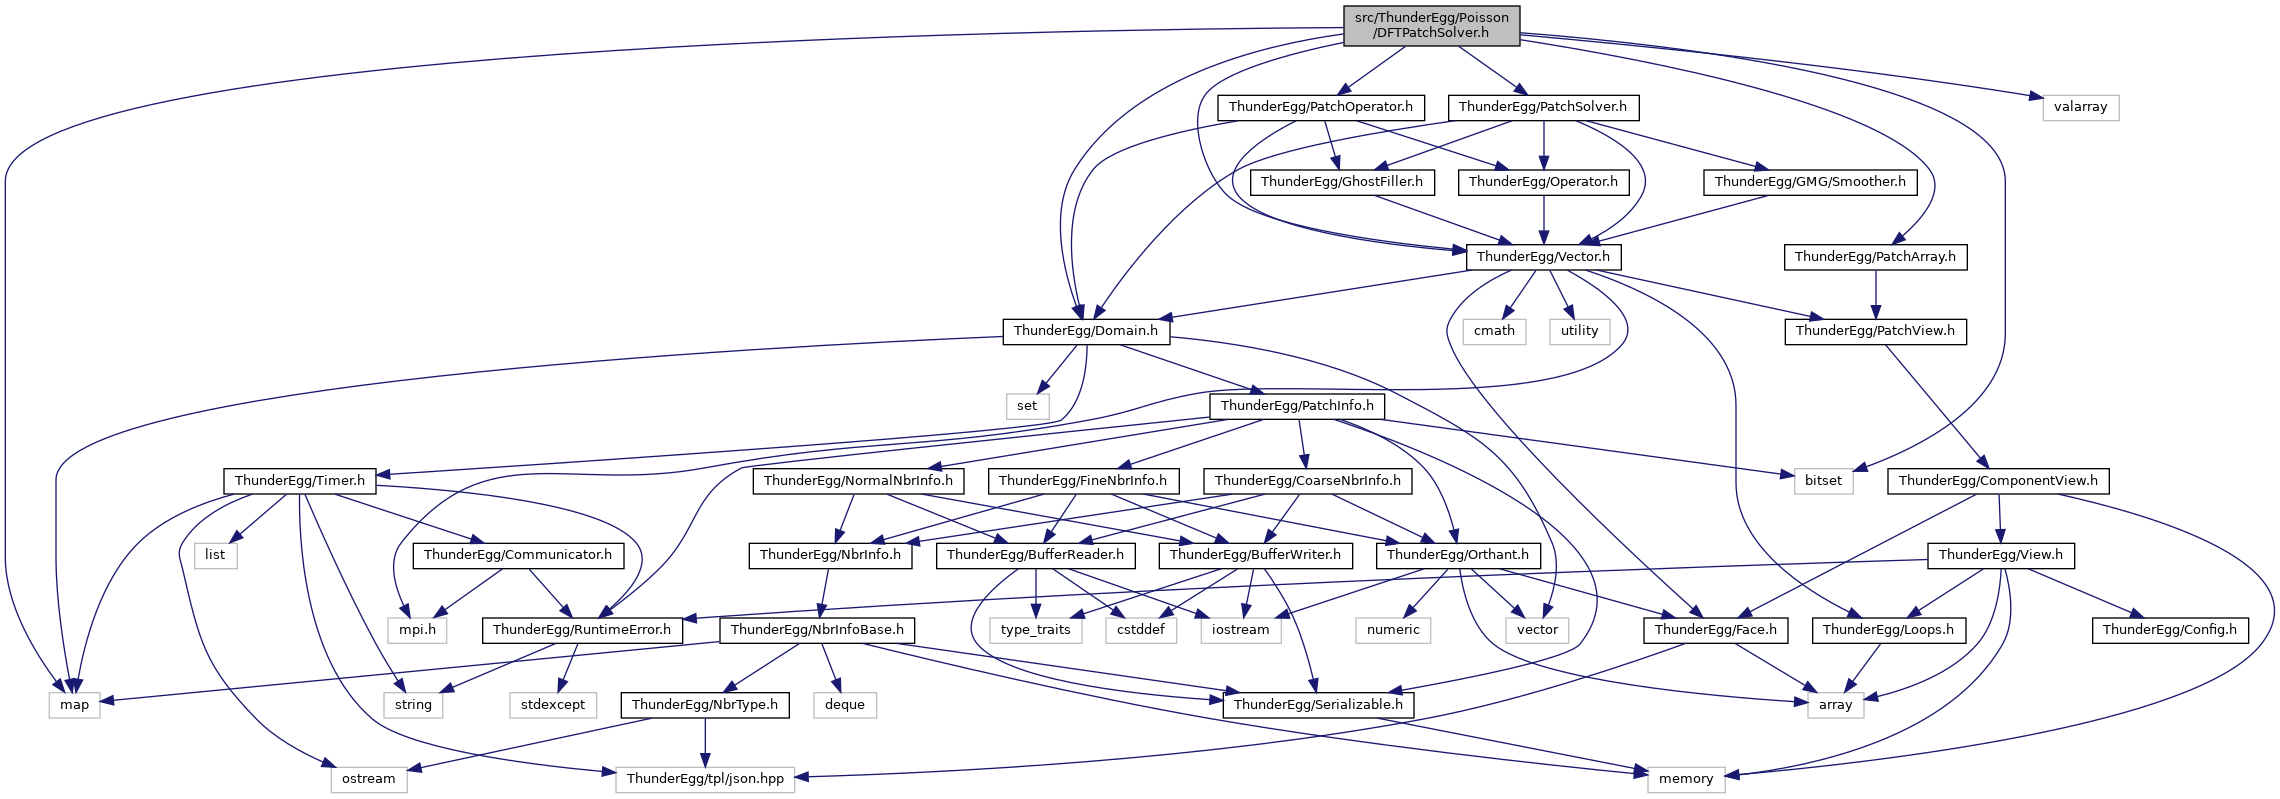 src/ThunderEgg/Poisson
/DFTPatchSolver.h
ThunderEgg/PatchOperator.h
ThunderEgg/PatchSolver.h
valarray
ThunderEgg/GhostFiller.h
ThunderEgg/Operator.h
ThunderEgg/GMG/Smoother.h
ThunderEgg/Vector.h
ThunderEgg/PatchArray.h
ThunderEgg/Domain.h
cmath
utility
ThunderEgg/PatchView.h
set
ThunderEgg/PatchInfo.h
ThunderEgg/Timer.h
ThunderEgg/NormalNbrInfo.h
ThunderEgg/FineNbrInfo.h
ThunderEgg/CoarseNbrInfo.h
bitset
ThunderEgg/ComponentView.h
list
ThunderEgg/Communicator.h
ThunderEgg/NbrInfo.h
ThunderEgg/BufferReader.h
ThunderEgg/BufferWriter.h
ThunderEgg/Orthant.h
ThunderEgg/View.h
mpi.h
ThunderEgg/RuntimeError.h
ThunderEgg/NbrInfoBase.h
type_traits
cstddef
iostream
numeric
vector
ThunderEgg/Face.h
ThunderEgg/Loops.h
ThunderEgg/Config.h
map
string
stdexcept
ThunderEgg/NbrType.h
deque
ThunderEgg/Serializable.h
array
ostream
ThunderEgg/tpl/json.hpp
memory